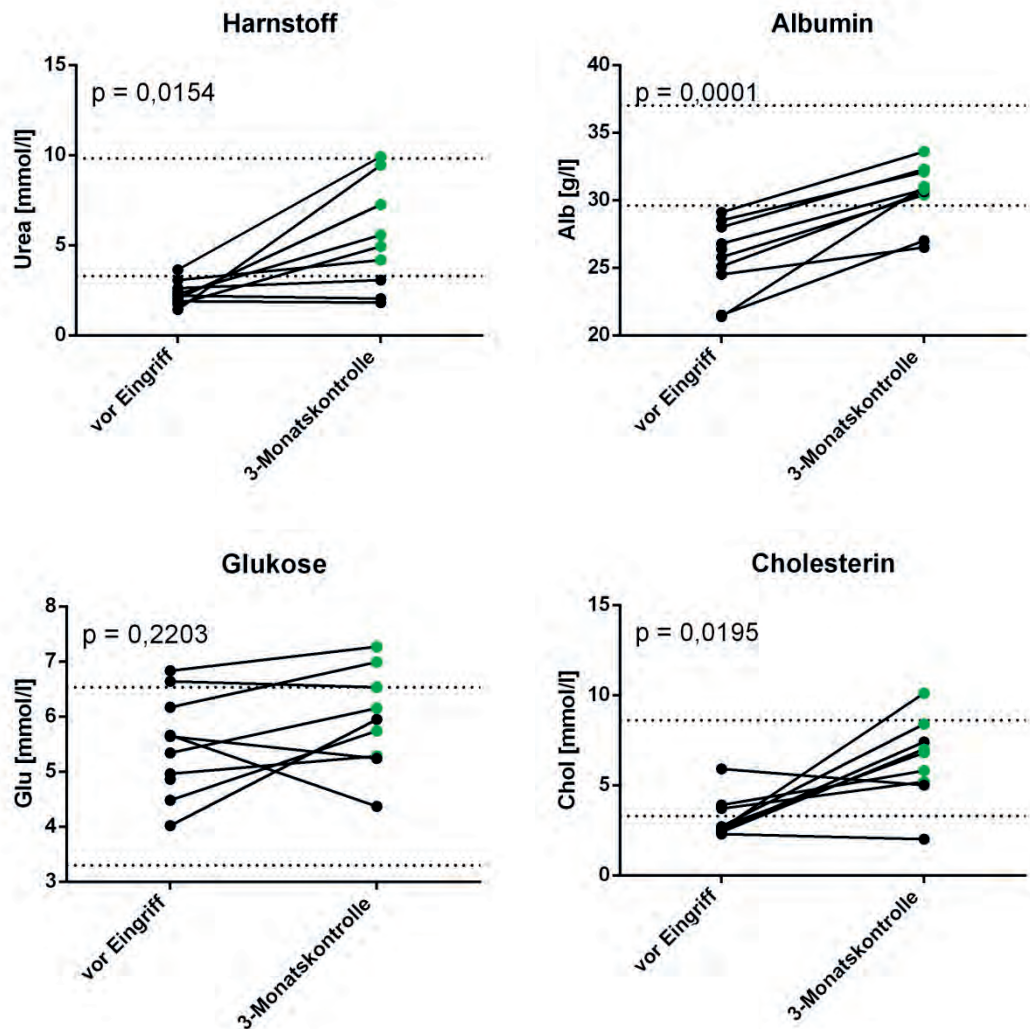 Harnstoff
p = 0,0154
Urea [mmol/l]
15
10
5
0
vor Eingriff
3-Monatskontrolle
Albumin
p = 0,0001
Alb [g/l]
40
35
30
25
20
vor Eingriff
3-Monatskontrolle
Glukose
p = 0,2203
Glu [mmol/l]
8
7
6
5
4
3
vor Eingriff
3-Monatskontrolle
Cholesterin
p = 0,0195
Chol [mmol/l]
15
10
5
0
vor Eingriff
3-Monatskontrolle